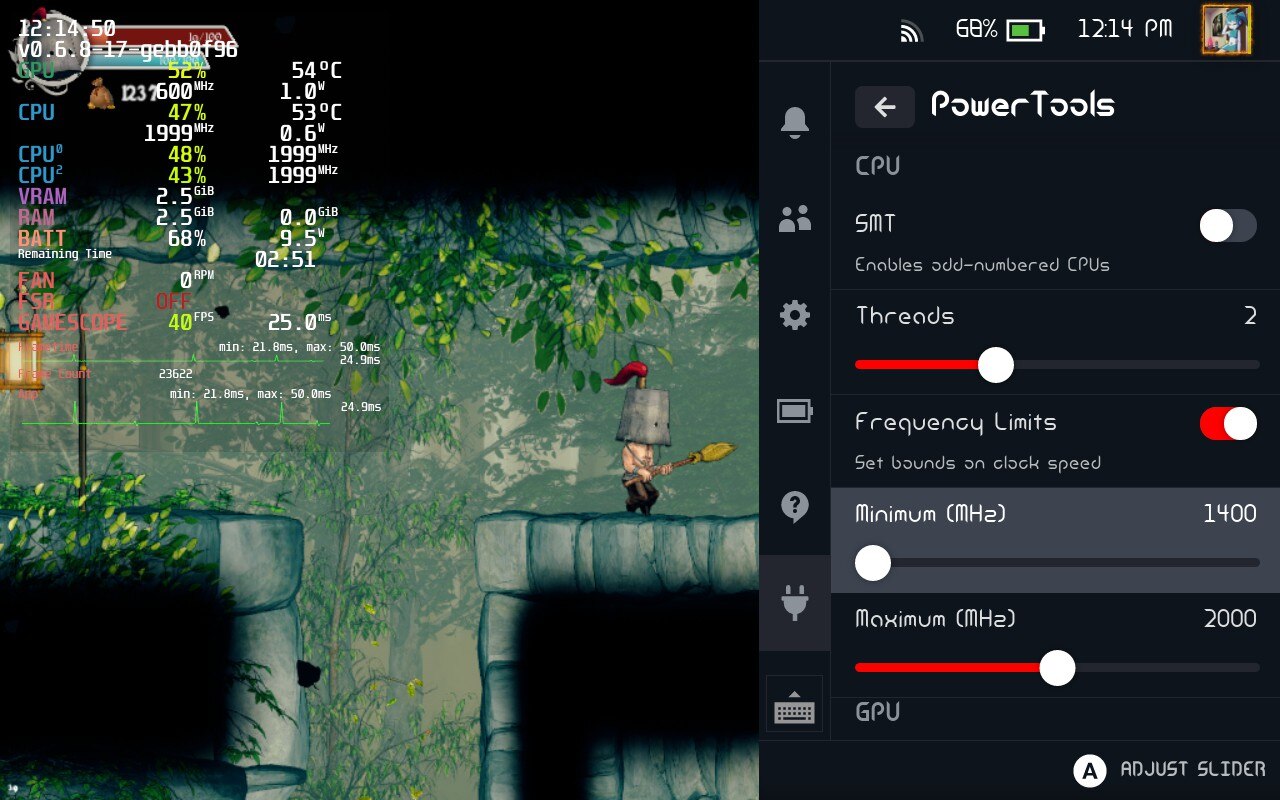 12:14:50
v0.6.8-17-gebb0f96
GPU 52% 54°C
600MHz 1.0W
1237
CPU 47% 53°C
1999MHz 0.6W
CPU0 48% 1999MHz
CPU2 43% 1999MHz
VRAM 2.5GiB
RAM 2.5GiB 0.0GiB
BATT 68% 9.5W
Remaining Time 02:51
FAN 0RPM
FSR OFF
GAMESCOPE 40FPS 25.0ms
Frametime min: 21.8ms, max: 50.0ms
24.9ms
Frame Count 23622
App min: 21.8ms, max: 50.0ms
24.9ms
68% 12:14 PM
PowerTools
CPU
SMT
Enables odd-numbered CPUs
Threads 2
Frequency Limits
Set bounds on clock speed
Minimum (MHz) 1400
Maximum (MHz) 2000
GPU
A ADJUST SLIDER